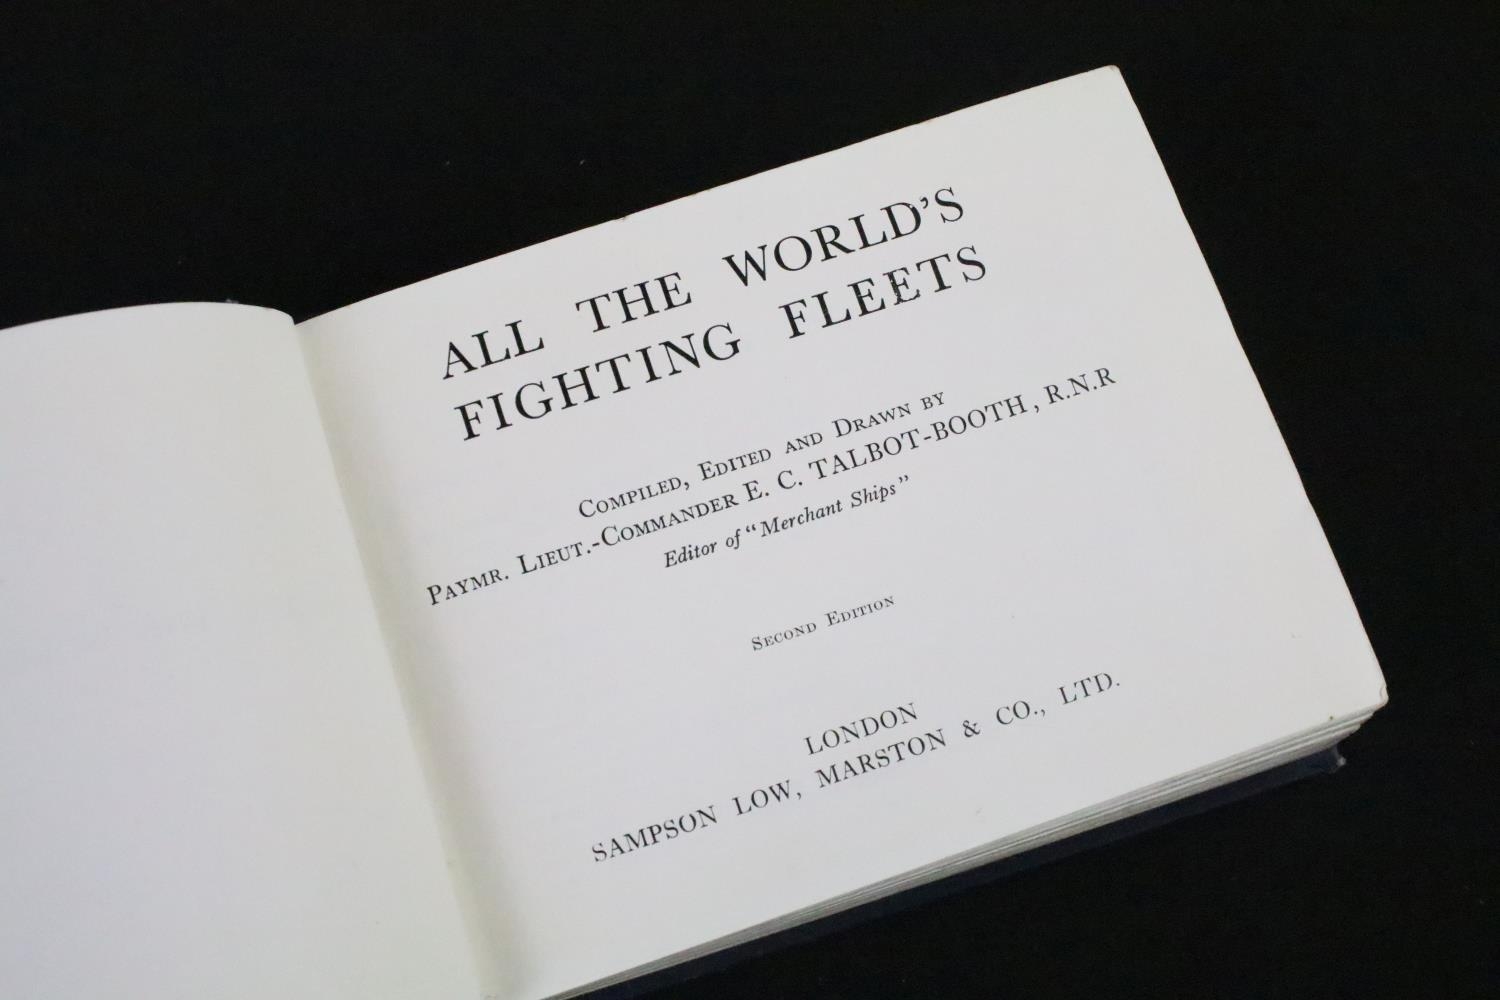 ALL THE WORLD'S
FIGHTING FLEETS
COMPILED, EDITED AND DRAWN BY
PAYMR. LIEUT.-COMMANDER E. C. TALBOT-BOOTH, R.N.R
Editor of "Merchant Ships"
SECOND EDITION
LONDON
SAMPSON LOW, MARSTON & CO., LTD.